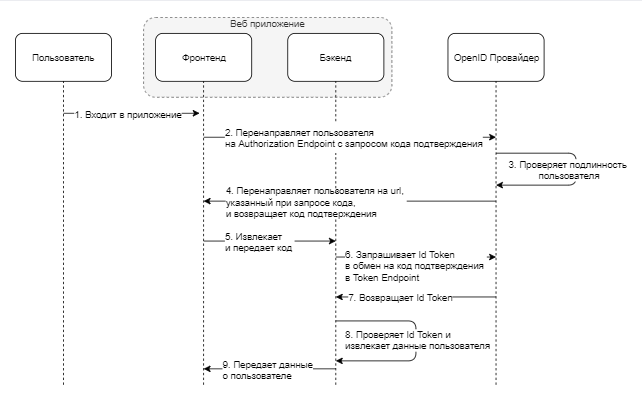 Веб приложение
Пользователь
Фронтенд
Бэкенд
OpenID Провайдер
1. Входит в приложение
2. Перенаправляет пользователя
на Authorization Endpoint с запросом кода подтверждения
3. Проверяет подлинность
пользователя
4. Перенаправляет пользователя на url,
указанный при запросе кода,
и возвращает код подтверждения
5. Извлекает
и передает код
6. Запрашивает Id Token
в обмен на код подтверждения
в Token Endpoint
7. Возвращает Id Token
8. Проверяет Id Token и
извлекает данные пользователя
9. Передает данные
о пользователе